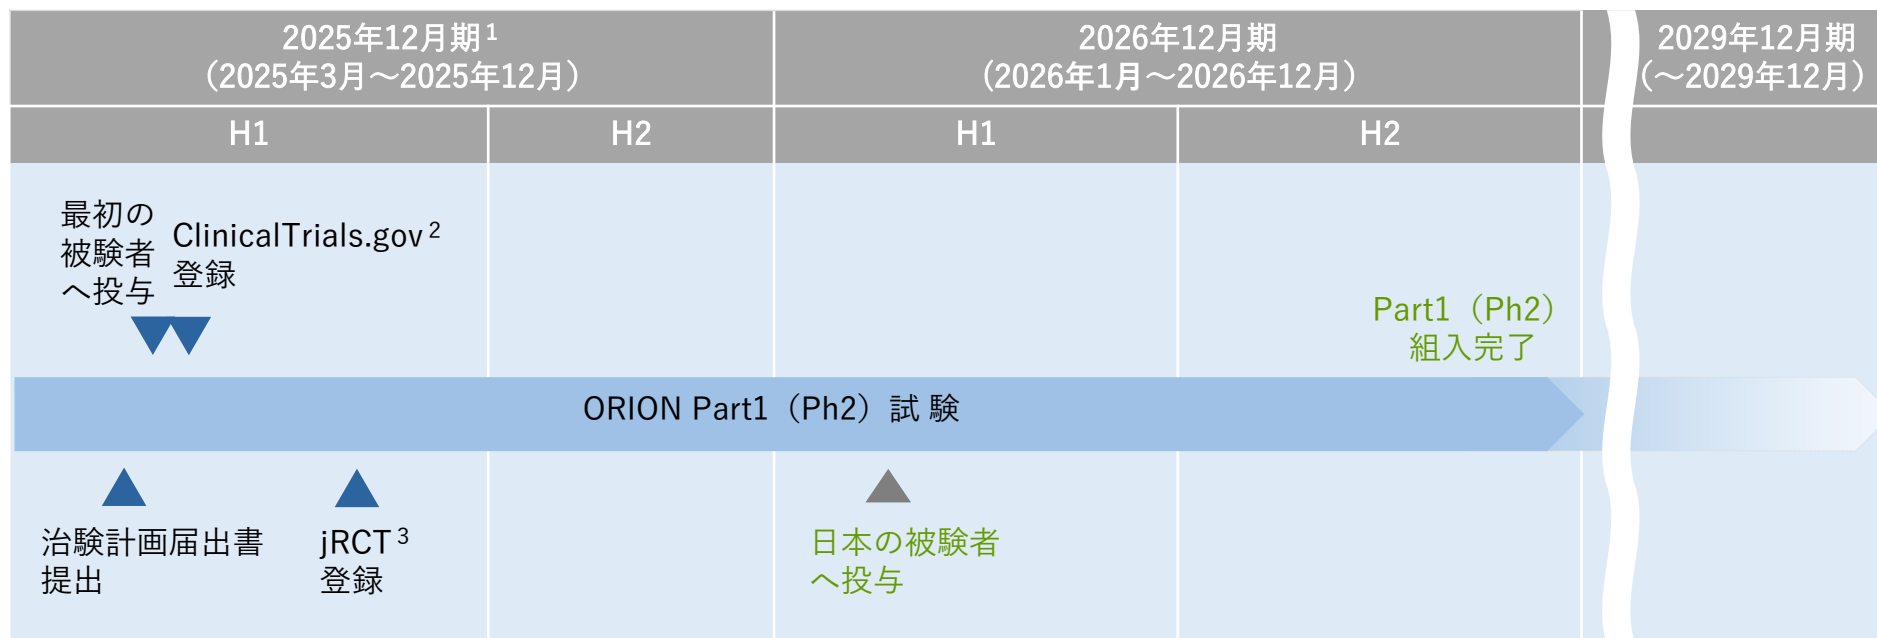 2025年12月期1
（2025年3月～2025年12月）
2026年12月期
（2026年1月～2026年12月）
2029年12月期
（～2029年12月）
H1
H2
H1
H2
最初の
被験者
へ投与
ClinicalTrials.gov2
登録
Part1（Ph2）
組入完了
ORION Part1（Ph2）試験
治験計画届出書
提出
jRCT3
登録
日本の被験者
へ投与